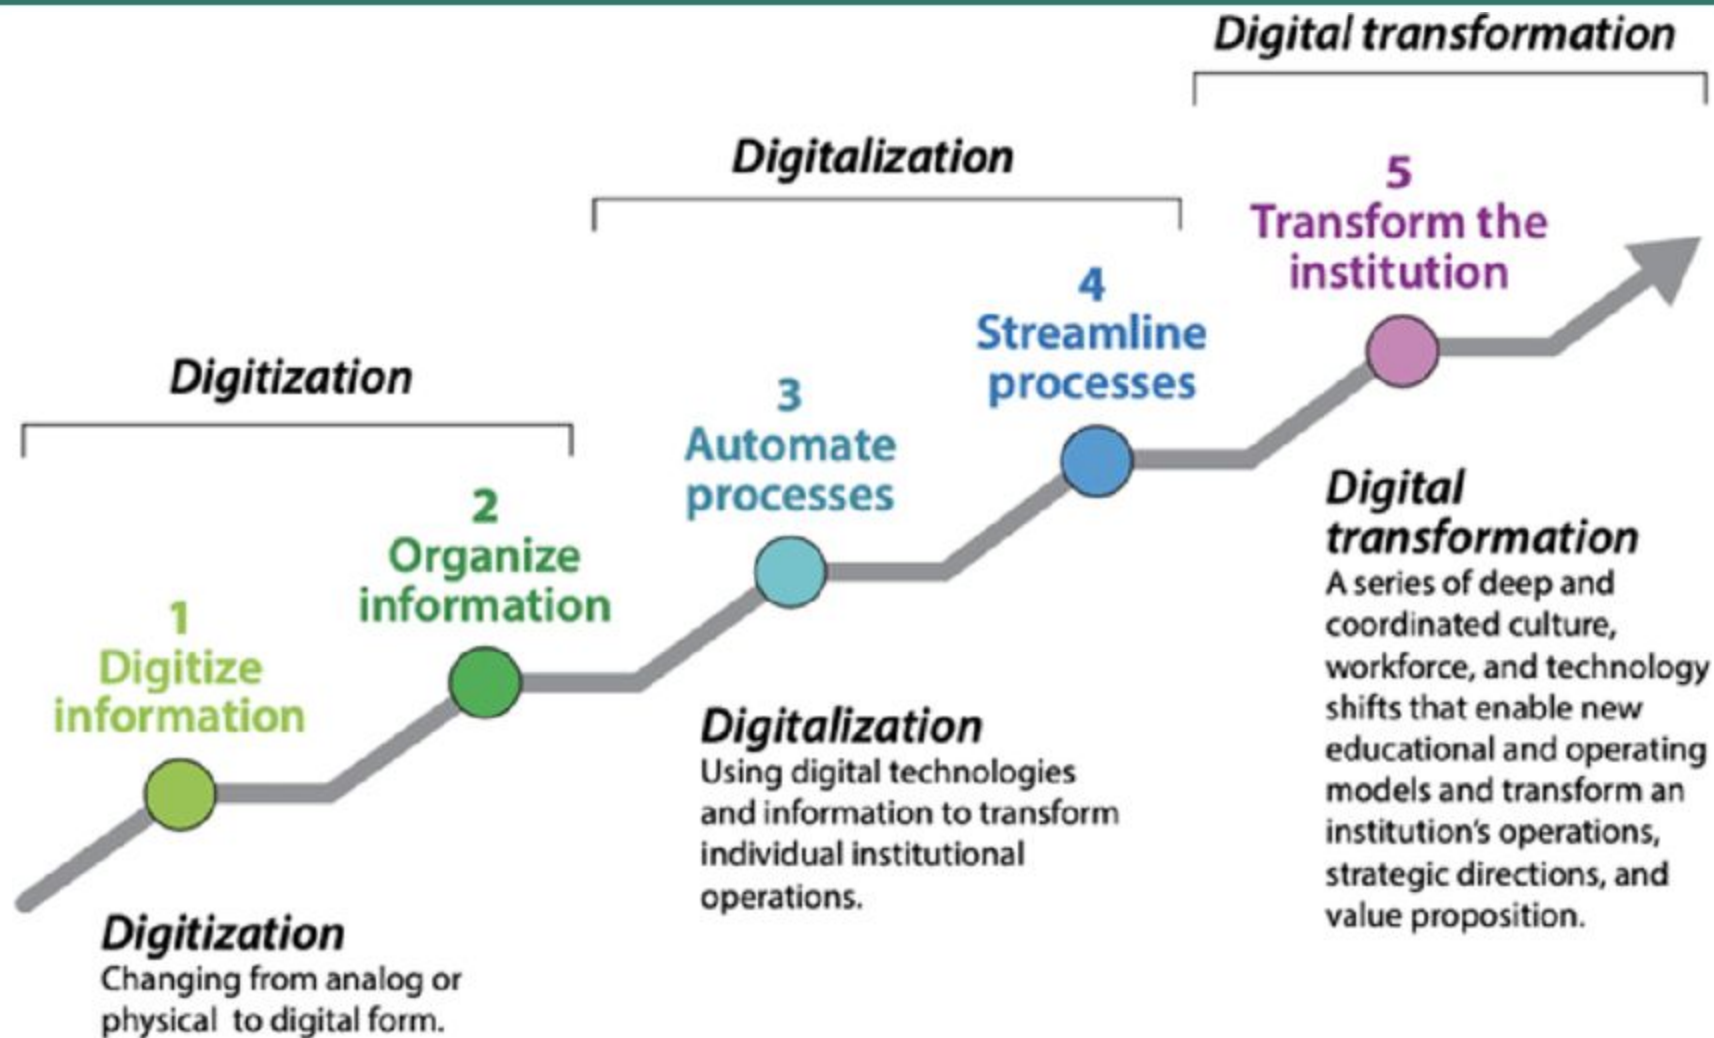 Digital transformation
Digitalization
5
Transform the
institution
4
Streamline
processes
Digitization
3
Automate
processes
2
Organize
information
1
Digitize
information
Digital
transformation
A series of deep and
coordinated culture,
workforce, and technology
shifts that enable new
educational and operating
models and transform an
institution's operations,
strategic directions, and
value proposition.
Digitalization
Using digital technologies
and information to transform
individual institutional
operations.
Digitization
Changing from analog or
physical to digital form.